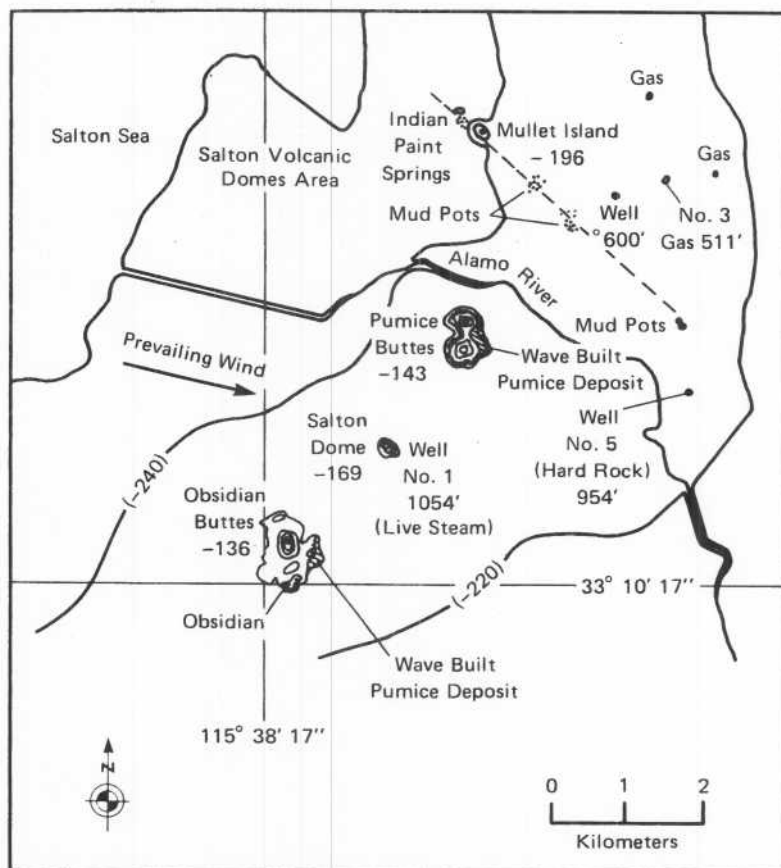 Gas
Indian
Paint
Springs
Mullet Island
- 196
Salton Sea
Salton Volcanic
Domes Area
Gas
Mud Pots
Well
° 600'
No. 3
Gas 511'
Alamo River
Pumice
Buttes
-143
Mud Pots
Prevailing Wind
Wave Built
Pumice Deposit
Salton
Dome
-169
Well
No. 1
1054'
(Live Steam)
Well
No. 5
(Hard Rock)
954'
(-240)
Obsidian
Buttes
-136
(-220)
33° 10' 17"
Obsidian
Wave Built
Pumice Deposit
115° 38' 17"
N
0 1 2
Kilometers